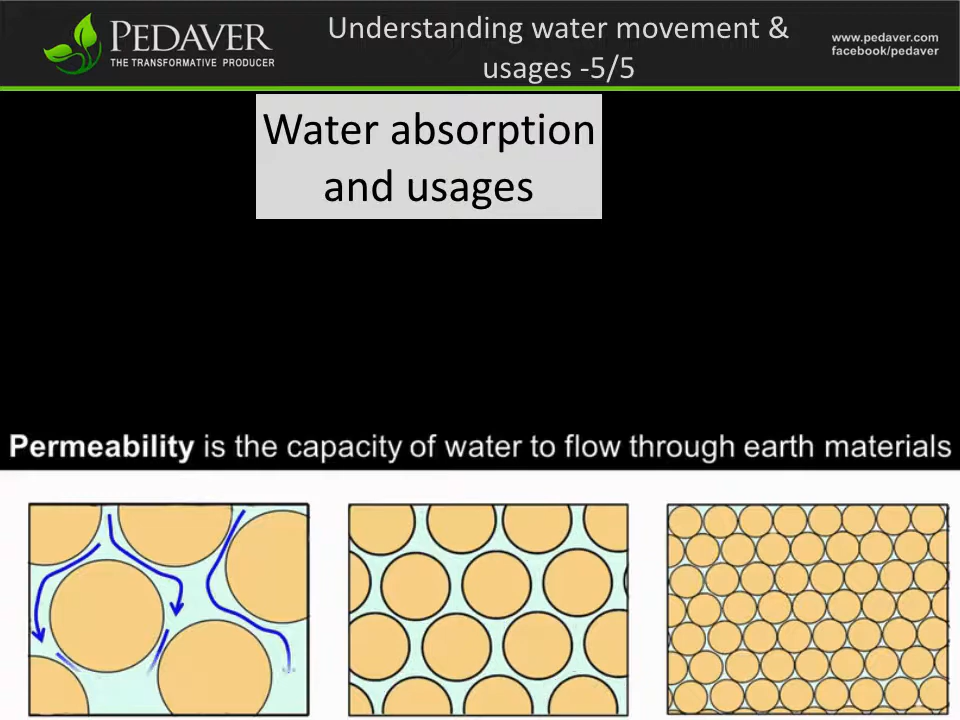 PEDAVER
THE TRANSFORMATIVE PRODUCER
Understanding water movement &
usages -5/5
www.pedaver.com
facebook/pedaver
Water absorption
and usages
Permeability is the capacity of water to flow through earth materials